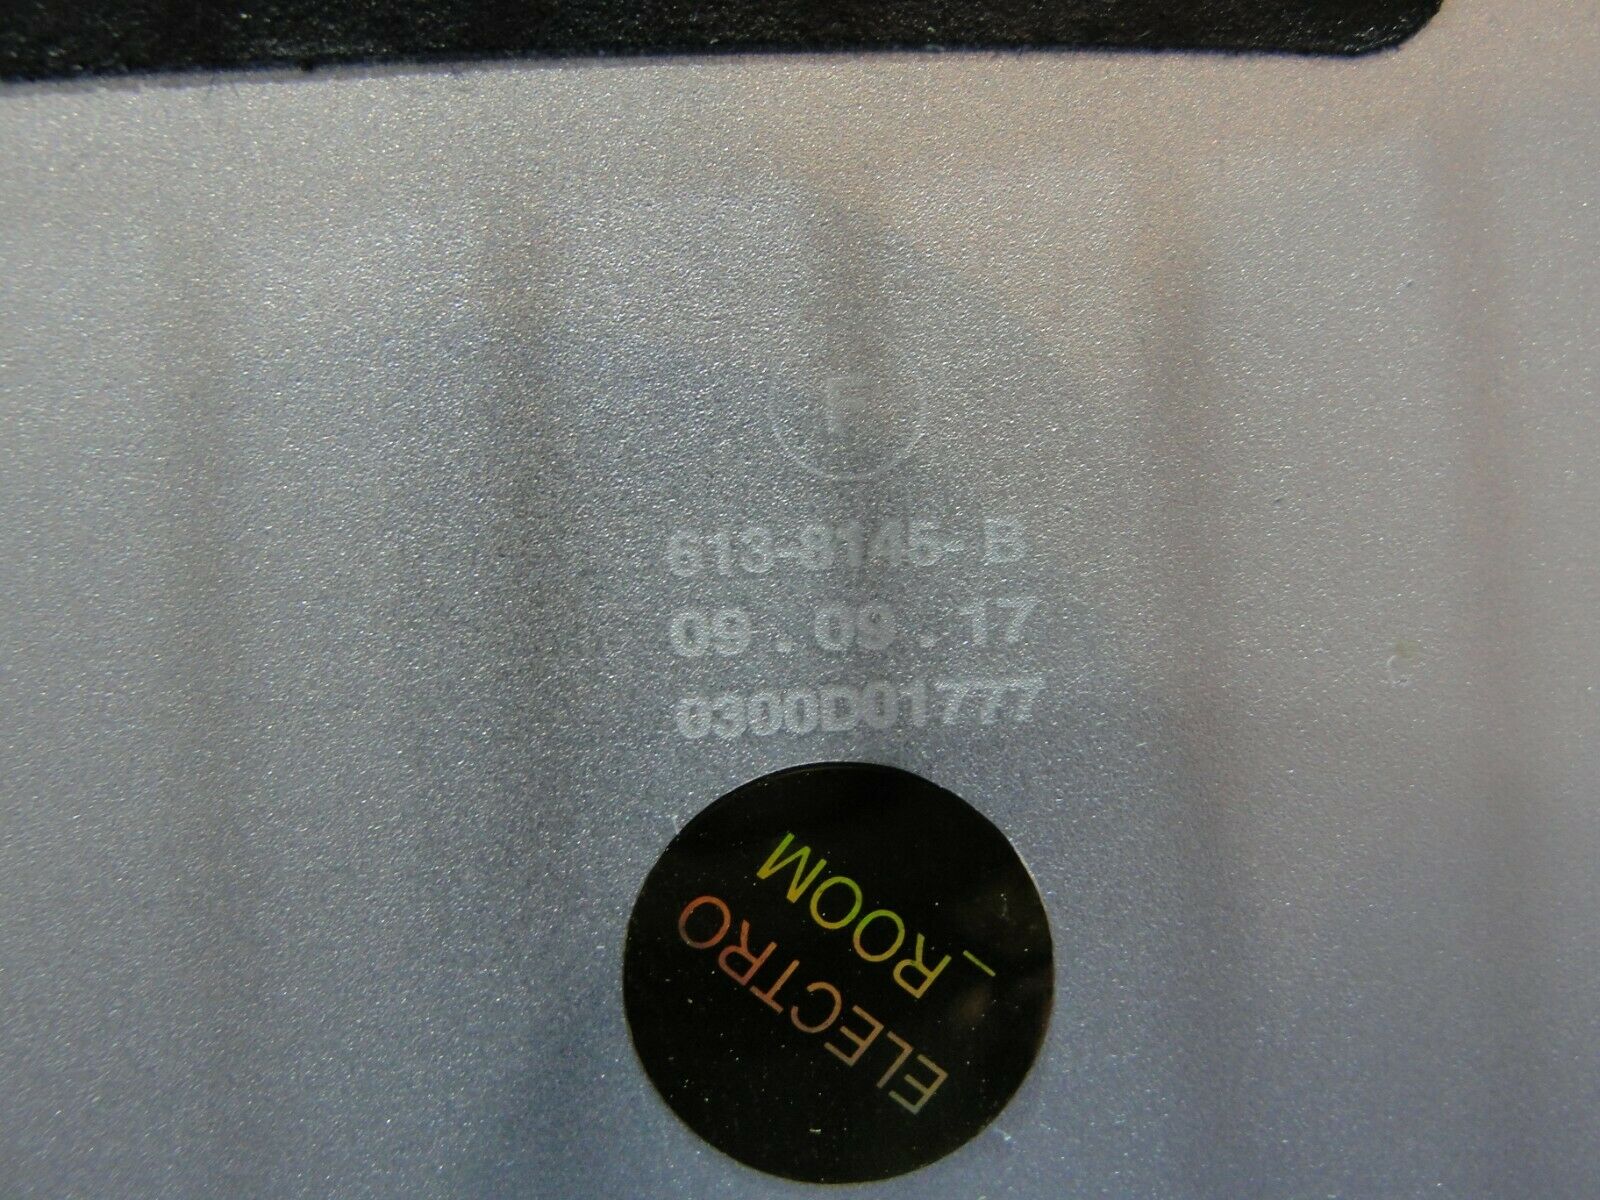 F
613-8145-B
09.09.17
0300D01777
ELECTRO
_ROOM